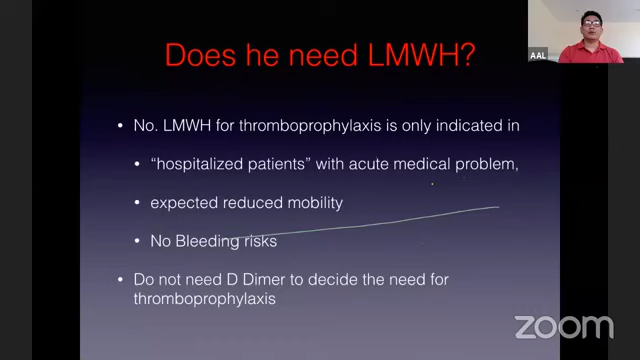 AAL
Does he need LMWH?
• No. LMWH for thromboprophylaxis is only indicated in
• “hospitalized patients” with acute medical problem,
• expected reduced mobility
• No Bleeding risks
• Do not need D Dimer to decide the need for
thromboprophylaxis
zoom